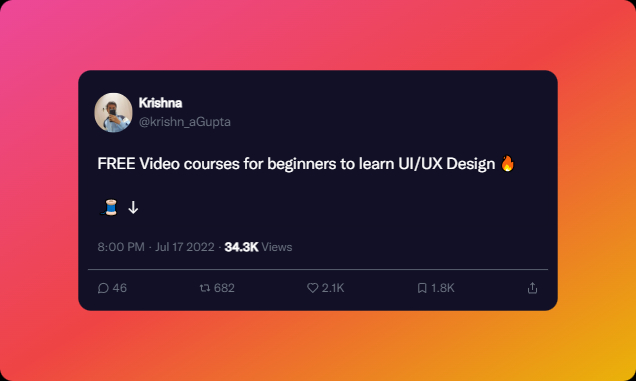 Krishna
@krishn_aGupta
FREE Video courses for beginners to learn UI/UX Design 🔥
🧵 ↓
8:00 PM · Jul 17 2022 · 34.3K Views
46 682 2.1K 1.8K